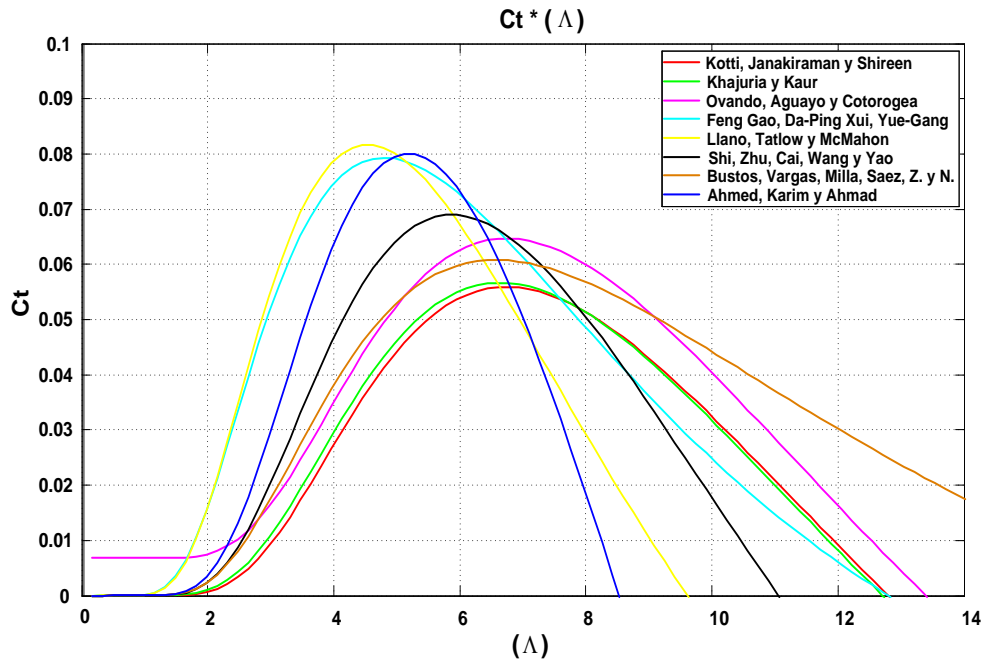 Ct * ( Λ )
0.1
0.09
0.08
0.07
0.06
0.05
0.04
0.03
0.02
0.01
0
Ct
Kotti, Janakiraman y Shireen
Khajuria y Kaur
Ovando, Aguayo y Cotorogea
Feng Gao, Da-Ping Xui, Yue-Gang
Llano, Tatlow y McMahon
Shi, Zhu, Cai, Wang y Yao
Bustos, Vargas, Milla, Saez, Z. y N.
Ahmed, Karim y Ahmad
0 2 4 6 8 10 12 14
(Λ)